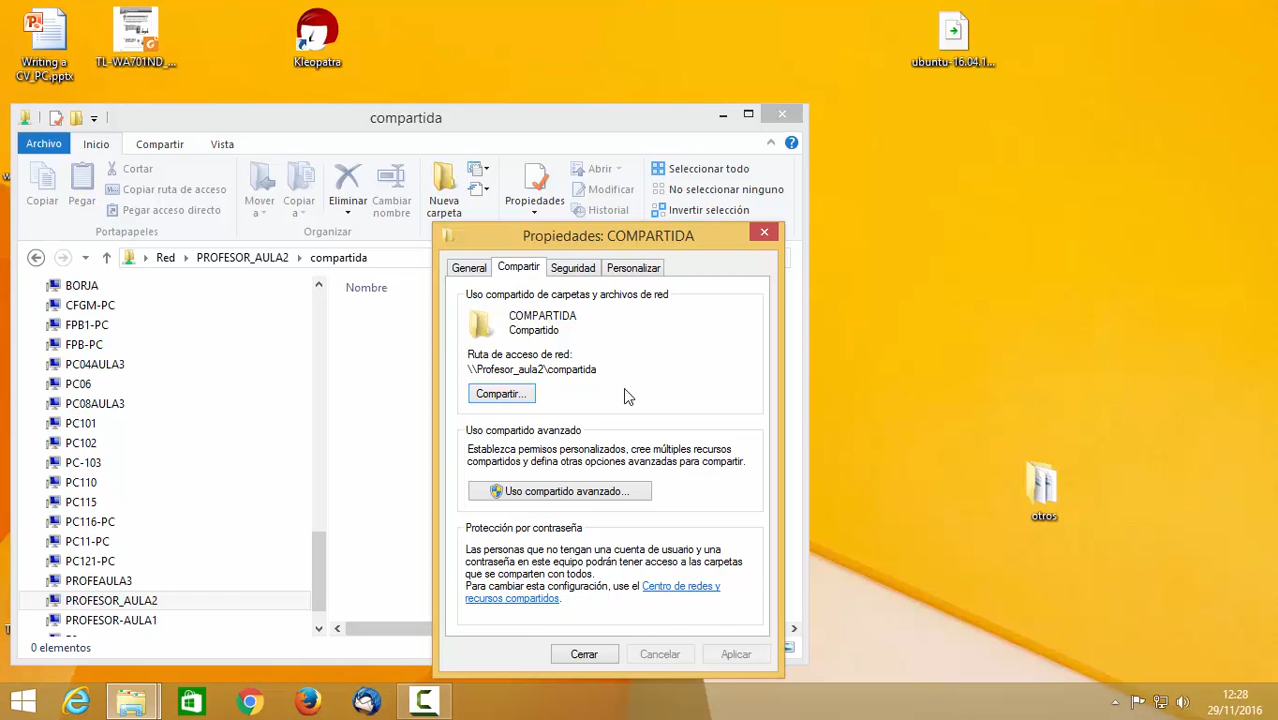 Writing a
CV_PC.pptx
TL-WA701ND_...
Kleopatra
ubuntu-16.04.1...
compartida
Archivo
Inicio
Compartir
Vista
Copiar
Pegar
Cortar
Copiar ruta de acceso
Pegar acceso directo
Portapapeles
Mover
a
Copiar
a
Eliminar
Cambiar
nombre
Organizar
Nueva
carpeta
Propiedades
Abrir
Modificar
Historial
Seleccionar todo
No seleccionar ninguno
Invertir selección
Red
PROFESOR_AULA2
compartida
BORJA
CFGM-PC
FPB1-PC
FPB-PC
PC04AULA3
PC06
PC08AULA3
PC101
PC102
PC-103
PC110
PC115
PC116-PC
PC11-PC
PC121-PC
PROFEAULA3
PROFESOR_AULA2
PROFESOR-AULA1
Nombre
0 elementos
Propiedades: COMPARTIDA
General
Compartir
Seguridad
Personalizar
Uso compartido de carpetas y archivos de red
COMPARTIDA
Compartido
Ruta de acceso de red:
\\Profesor_aula2\compartida
Compartir...
Uso compartido avanzado
Establezca permisos personalizados, cree múltiples recursos
compartidos y defina otras opciones avanzadas para compartir.
Uso compartido avanzado...
Protección por contraseña
Las personas que no tengan una cuenta de usuario y una
contraseña en este equipo podrán tener acceso a las carpetas
que se comparten con todos.
Para cambiar esta configuración, use el Centro de redes y
recursos compartidos.
Cerrar
Cancelar
Aplicar
otros
12:28
29/11/2016